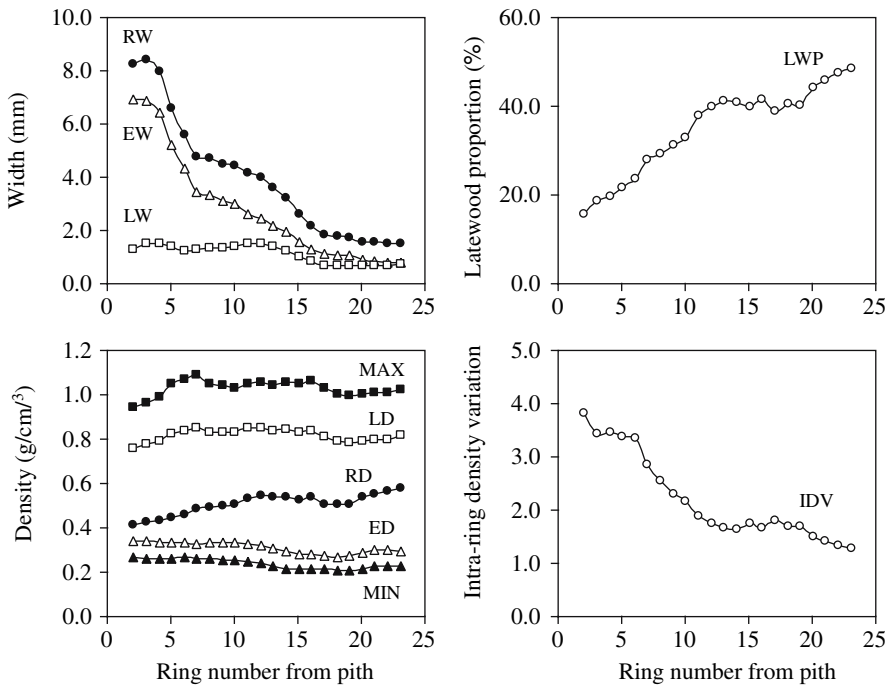 10.0
8.0
6.0
4.0
2.0
0.0
Width (mm)
RW
EW
LW
0 5 10 15 20 25
60.0
40.0
20.0
0.0
Latewood proportion (%)
LWP
0 5 10 15 20 25
1.2
1.0
0.8
0.6
0.4
0.2
0.0
Density (g/cm/³)
MAX
LD
RD
ED
MIN
0 5 10 15 20 25
Ring number from pith
5.0
4.0
3.0
2.0
1.0
0.0
Intra-ring density variation
IDV
0 5 10 15 20 25
Ring number from pith